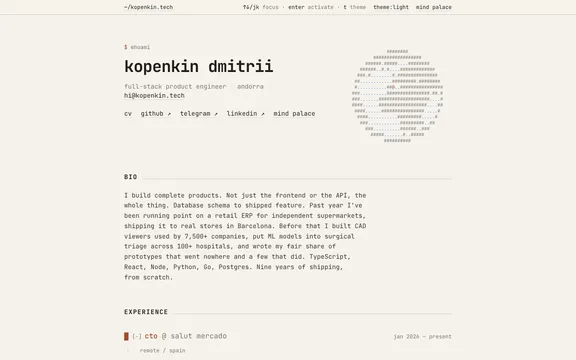 ~/kopenkin.tech
↑↓/jk focus · enter activate · t theme theme:light mind palace
$ whoami
kopenkin dmitrii
full-stack product engineer · andorra
hi@kopenkin.tech
cv github ↗ telegram ↗ linkedin ↗ mind palace
BIO
I build complete products. Not just the frontend or the API, the
whole thing. Database schema to shipped feature. Past year I've
been running point on a retail ERP for independent supermarkets,
shipping it to real stores in Barcelona. Before that I built CAD
viewers used by 7,500+ companies, put ML models into surgical
triage across 100+ hospitals, and wrote my fair share of
prototypes that went nowhere and a few that did. TypeScript,
React, Node, Python, Go, Postgres. Nine years of shipping,
from scratch.
EXPERIENCE
[-] cto @ salut mercado
jan 2026 — present
remote / spain